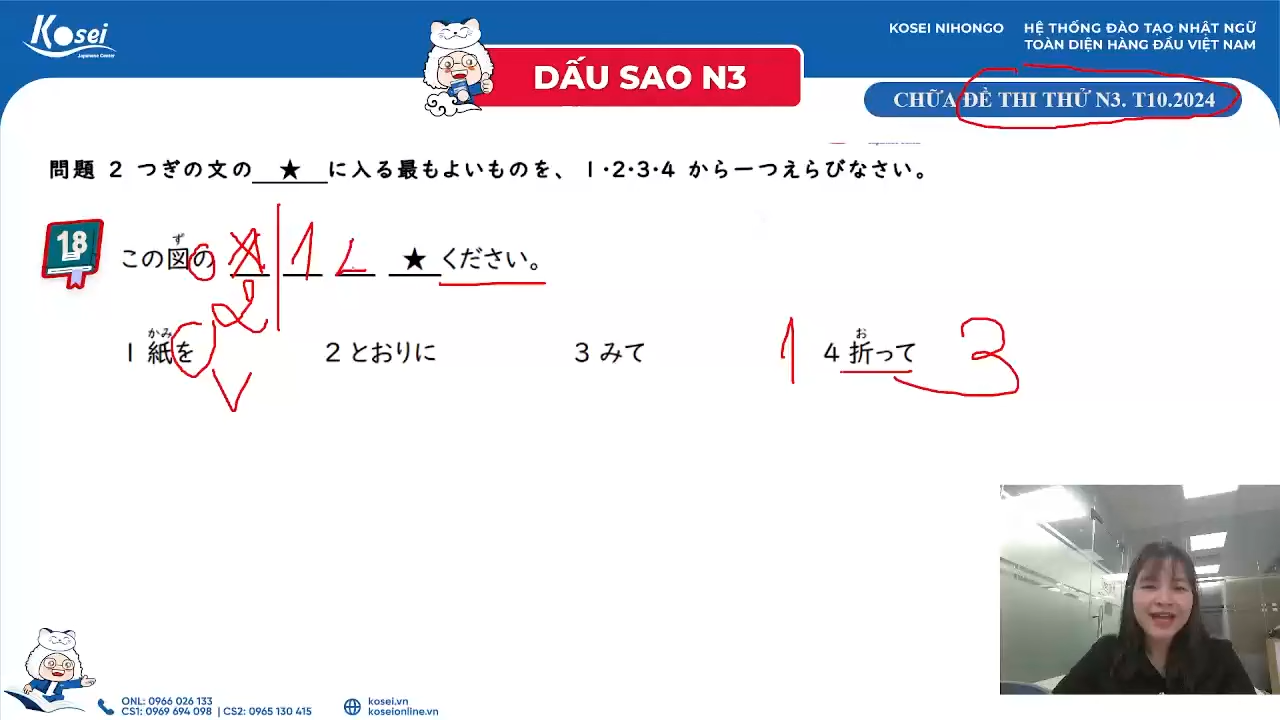 Kosei
Japanese Center
KOSEI NIHONGO
HỆ THỐNG ĐÀO TẠO NHẬT NGỮ
TOÀN DIỆN HÀNG ĐẦU VIỆT NAM
DẤU SAO N3
CHỮA ĐỀ THI THỬ N3. T10.2024
問題 2 つぎの文の ★ に入る最もよいものを、 1・2・3・4 から一つえらびなさい。
18
ず
この図の 1 ★ ください。
2
かみ お
1 紙を 2 とおりに 3 みて 1 4 折って 3
ONL: 0966 026 133
CS1: 0969 694 098 | CS2: 0965 130 415
kosei.vn
koseionline.vn